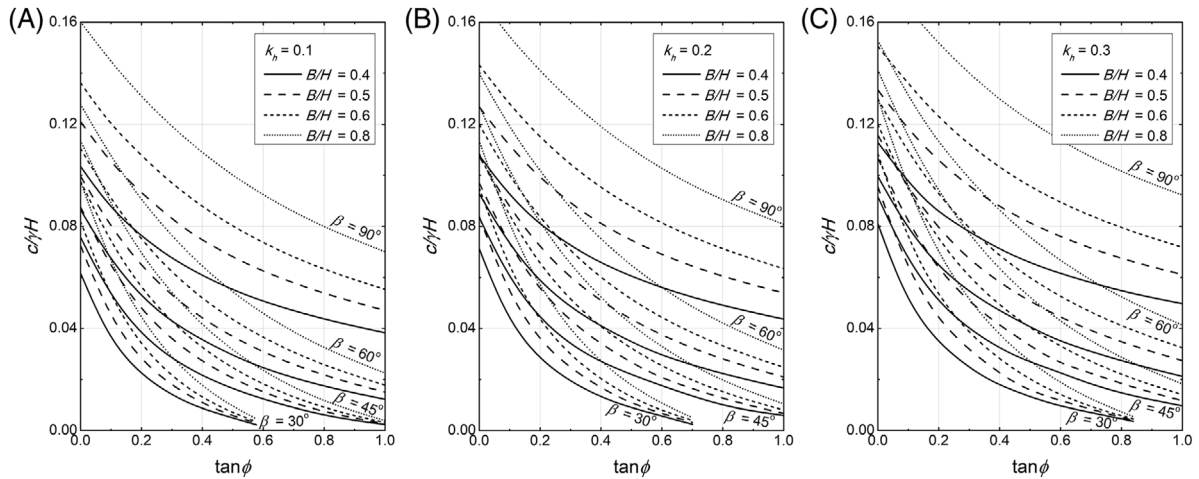 (A)
0.16
0.12
0.08
0.04
0.00
c/γH
k_h = 0.1
B/H = 0.4
B/H = 0.5
B/H = 0.6
B/H = 0.8
β = 90°
β = 60°
β = 45°
β = 30°
0.0 0.2 0.4 0.6 0.8 1.0
tanϕ
(B)
0.16
0.12
0.08
0.04
0.00
c/γH
k_h = 0.2
B/H = 0.4
B/H = 0.5
B/H = 0.6
B/H = 0.8
β = 90°
β = 60°
β = 30°
β = 45°
0.0 0.2 0.4 0.6 0.8 1.0
tanϕ
(C)
0.16
0.12
0.08
0.04
0.00
c/γH
k_h = 0.3
B/H = 0.4
B/H = 0.5
B/H = 0.6
B/H = 0.8
β = 90°
β = 60°
β = 45°
β = 30°
0.0 0.2 0.4 0.6 0.8 1.0
tanϕ